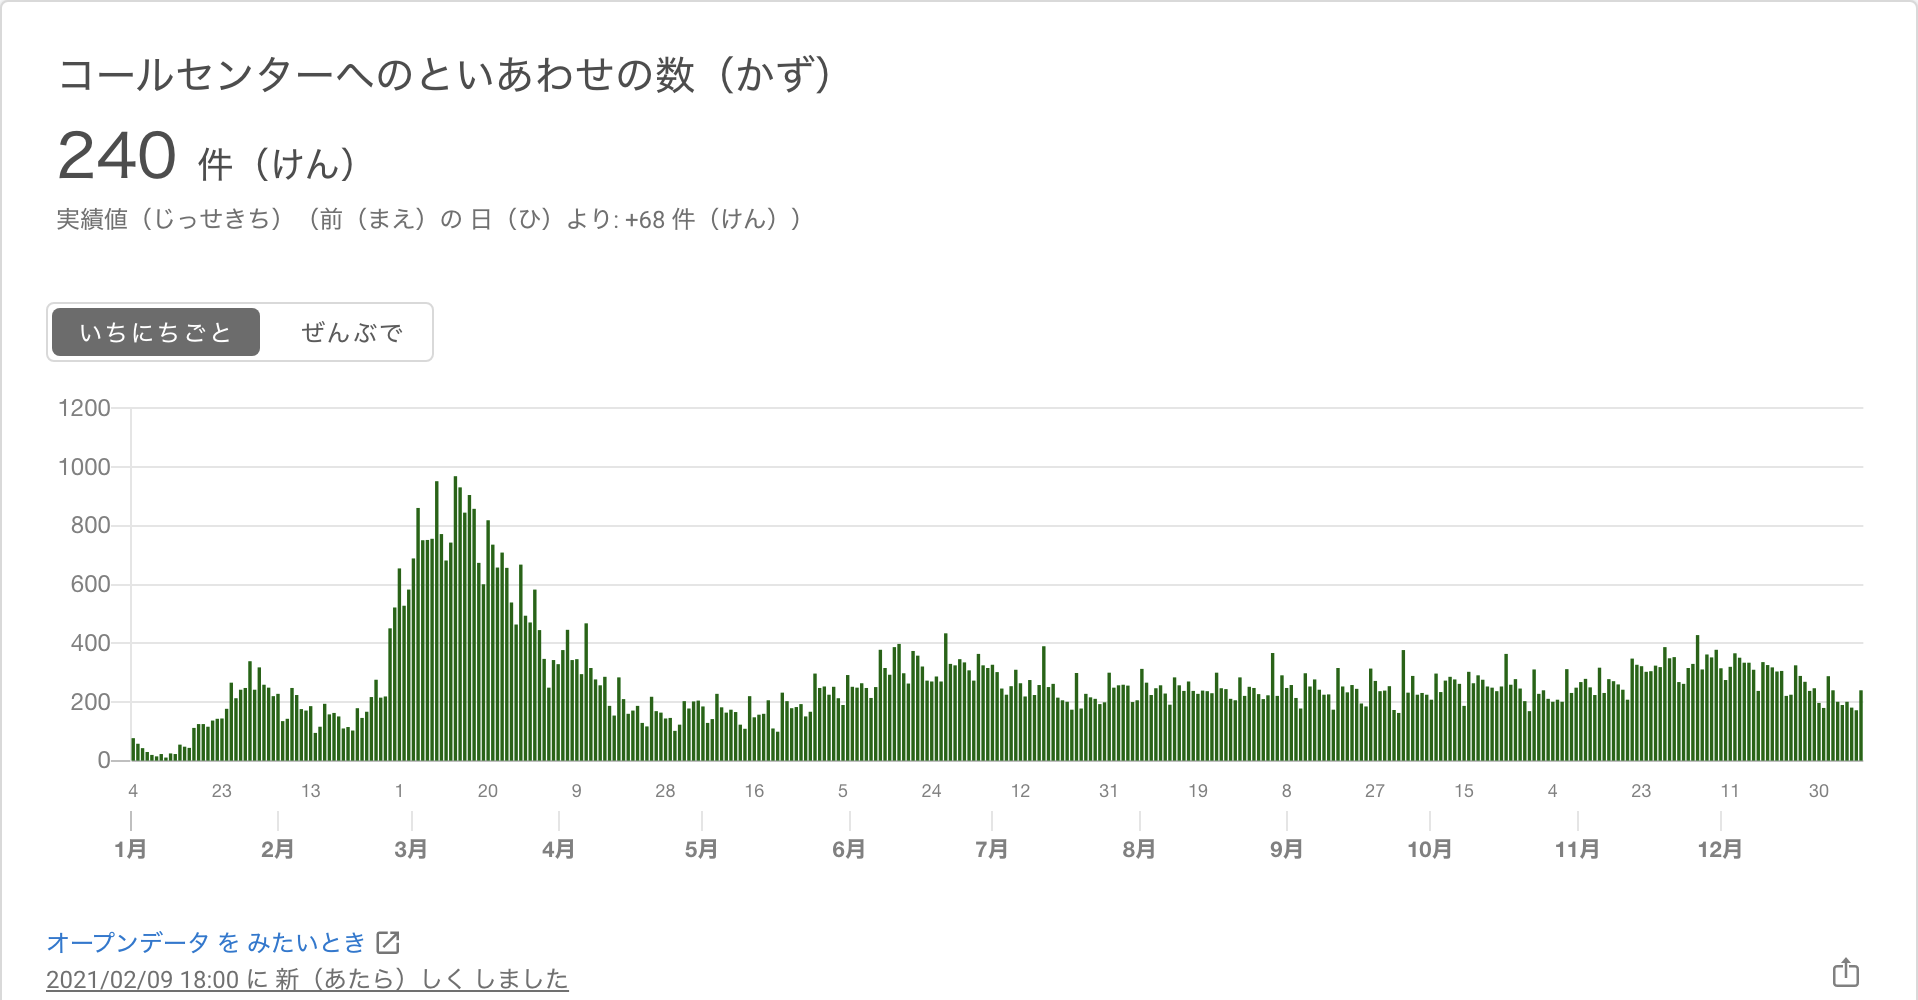 コールセンターへのといあわせの数（かず）
240 件（けん）
実績値（じっせきち）（前（まえ）の 日（ひ）より: +68 件（けん））
いちにちごと ぜんぶで
1200
1000
800
600
400
200
0
4 23 13 1 20 9 28 16 5 24 12 31 19 8 27 15 4 23 11 30
1月 2月 3月 4月 5月 6月 7月 8月 9月 10月 11月 12月
オープンデータ を みたいとき
2021/02/09 18:00 に 新（あたら）しく しました